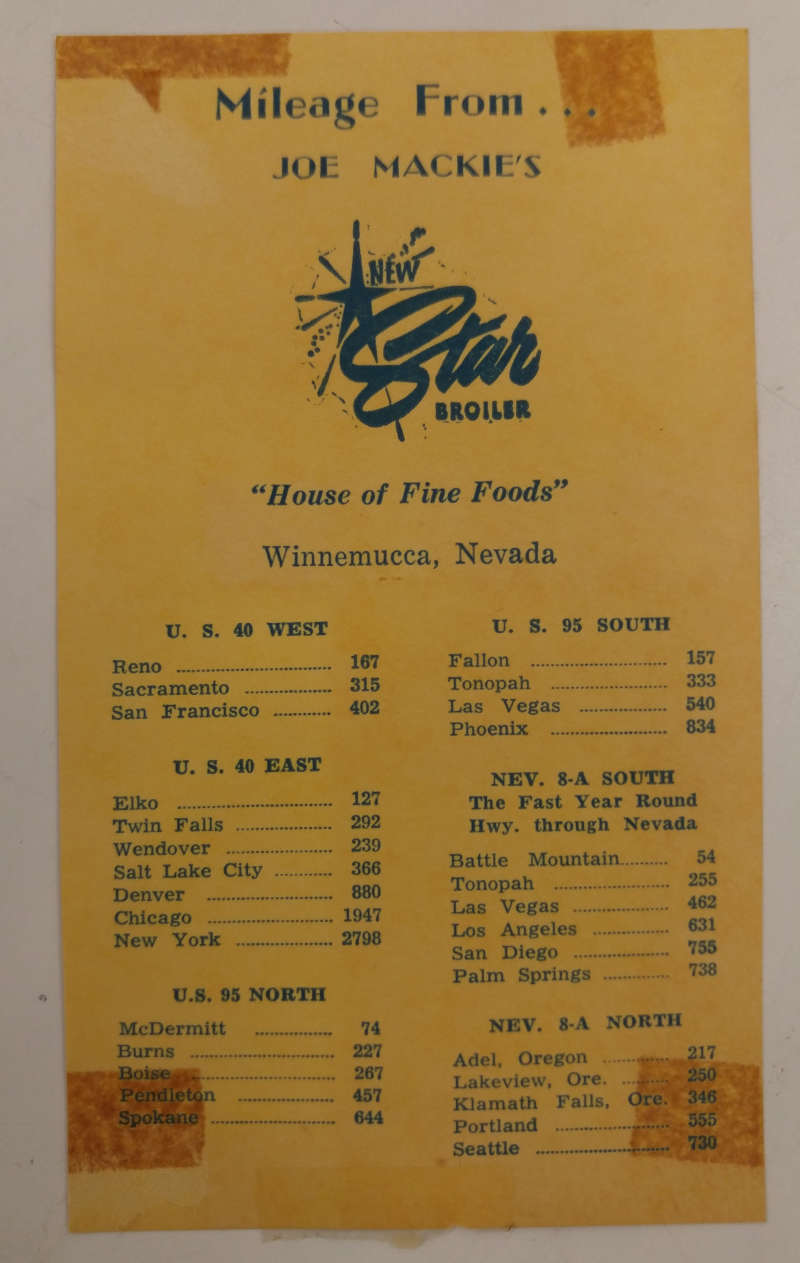 Mileage From . . .
JOE MACKIE'S
NEW
Star
BROILER
“House of Fine Foods”
Winnemucca, Nevada
U. S. 40 WEST
Reno ................................ 167
Sacramento .................. 315
San Francisco ............ 402
U. S. 40 EAST
Elko ................................ 127
Twin Falls .................... 292
Wendover ...................... 239
Salt Lake City ............ 366
Denver .......................... 880
Chicago .......................... 1947
New York .................... 2798
U.S. 95 NORTH
McDermitt ................ 74
Burns .............................. 227
Boise .............................. 267
Pendleton .................... 457
Spokane .......................... 644
U. S. 95 SOUTH
Fallon ............................ 157
Tonopah ........................ 333
Las Vegas .................. 540
Phoenix ........................ 834
NEV. 8-A SOUTH
The Fast Year Round
Hwy. through Nevada
Battle Mountain.......... 54
Tonopah ........................ 255
Las Vegas .................... 462
Los Angeles ................ 631
San Diego .................... 755
Palm Springs .............. 738
NEV. 8-A NORTH
Adel, Oregon .............. 217
Lakeview, Ore. .......... 250
Klamath Falls, Ore. 346
Portland ........................ 555
Seattle ............................ 730